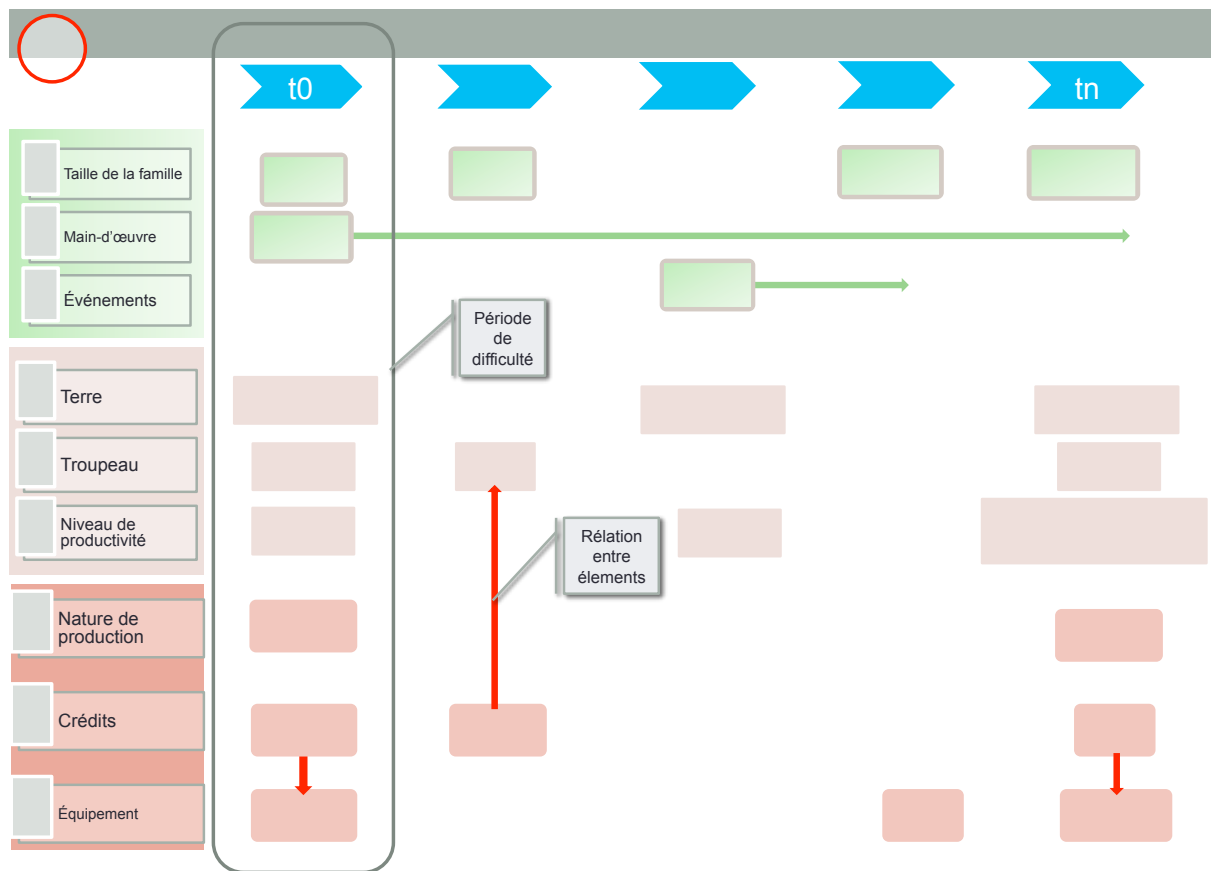 t0
tn
Taille de la famille
Main-d'œuvre
Événements
Période
de
difficulté
Terre
Troupeau
Niveau de
productivité
Rélation
entre
élements
Nature de
production
Crédits
Équipement